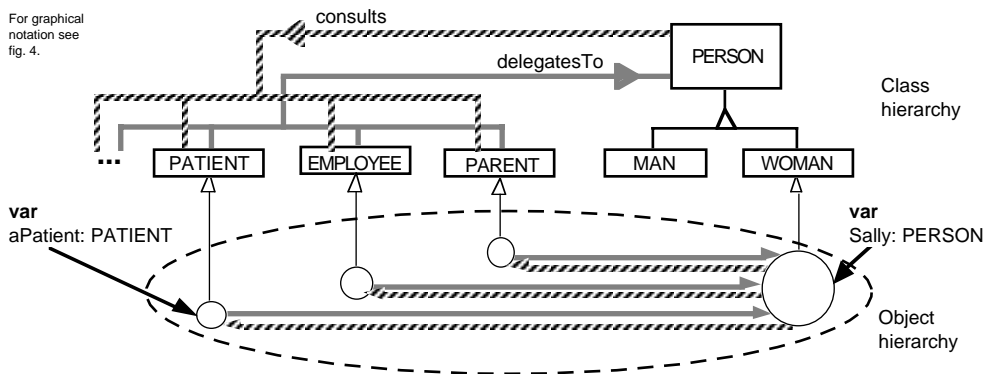 For graphical
notation see
fig. 4.
consults
delegatesTo
PERSON
Class
hierarchy
...
PATIENT
EMPLOYEE
PARENT
MAN
WOMAN
var
aPatient: PATIENT
var
Sally: PERSON
Object
hierarchy